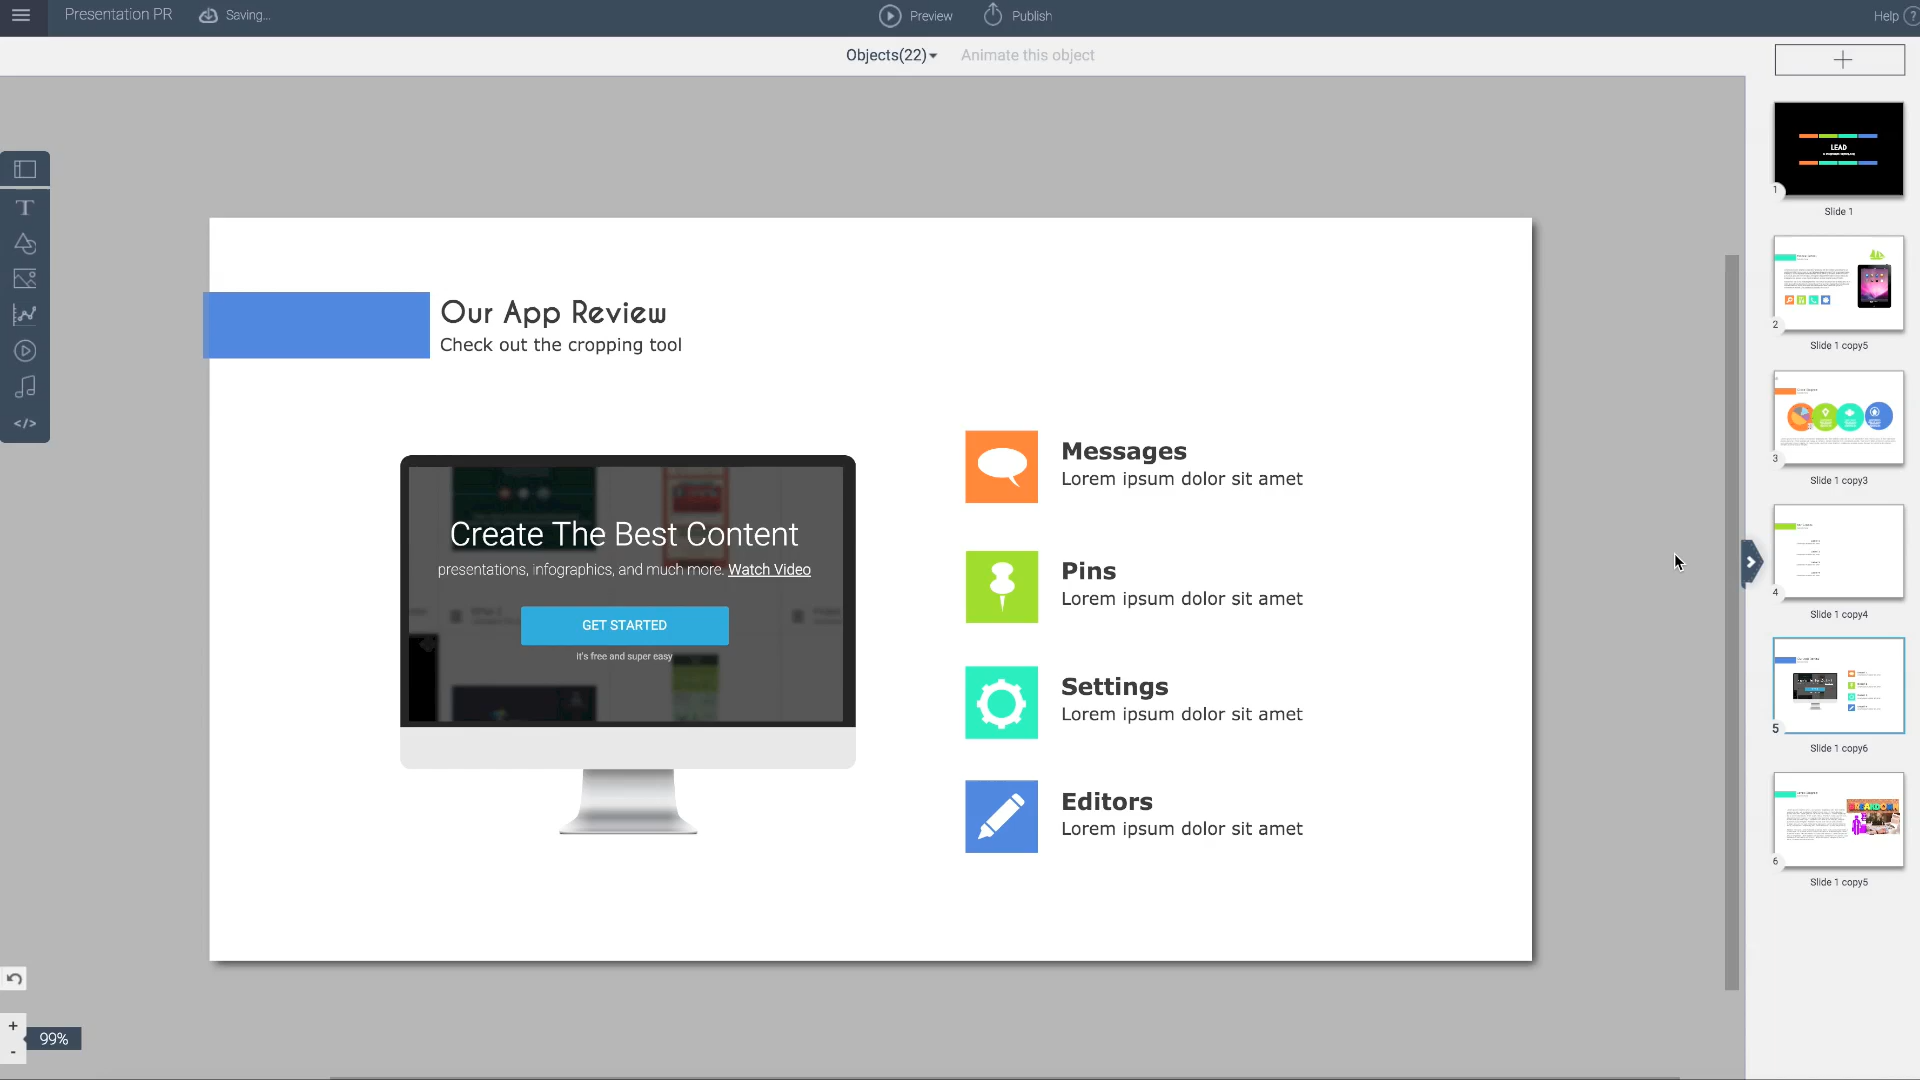 Presentation PR
Saving...
Preview
Publish
Help ?
Objects(22)
Animate this object
Our App Review
Check out the cropping tool
Create The Best Content
presentations, infographics, and much more. Watch Video
GET STARTED
it's free and super easy
Messages
Lorem ipsum dolor sit amet
Pins
Lorem ipsum dolor sit amet
Settings
Lorem ipsum dolor sit amet
Editors
Lorem ipsum dolor sit amet
T
</>
+
99%
-
LEAD
1
Slide 1
2
Slide 1 copy5
3
Slide 1 copy3
4
Slide 1 copy4
5
Slide 1 copy6
6
Slide 1 copy5